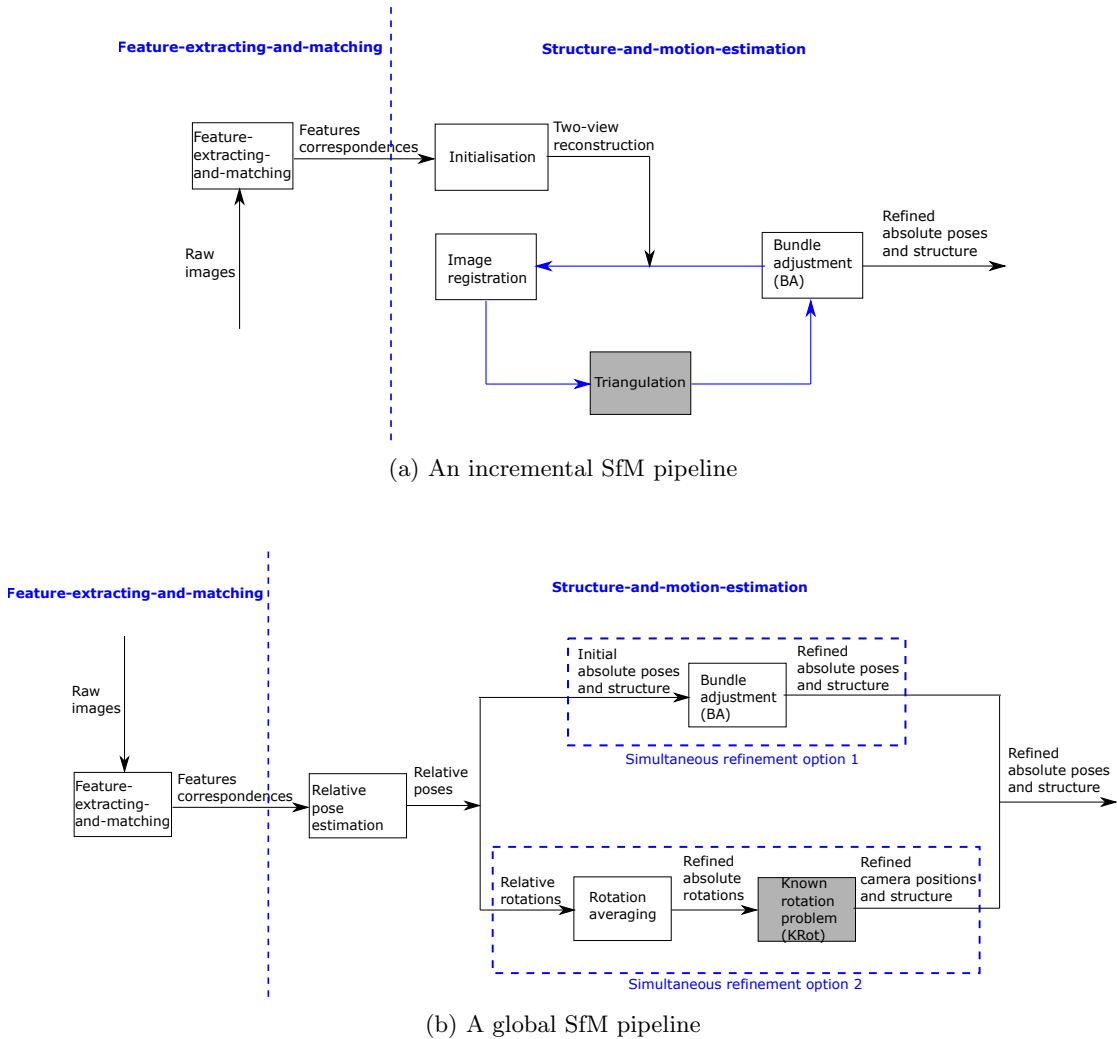 Feature-extracting-and-matching
Structure-and-motion-estimation
Feature-
extracting-
and-matching
Features
correspondences
Initialisation
Two-view
reconstruction
Raw
images
Image
registration
Bundle
adjustment
(BA)
Refined
absolute poses
and structure
Triangulation
(a) An incremental SfM pipeline
Feature-extracting-and-matching
Structure-and-motion-estimation
Raw
images
Feature-
extracting-
and-matching
Features
correspondences
Relative
pose
estimation
Relative
poses
Initial
absolute poses
and structure
Bundle
adjustment
(BA)
Refined
absolute poses
and structure
Simultaneous refinement option 1
Refined
absolute poses
and structure
Relative
rotations
Rotation
averaging
Refined
absolute
rotations
Known
rotation
problem
(KRot)
Refined
camera positions
and structure
Simultaneous refinement option 2
(b) A global SfM pipeline